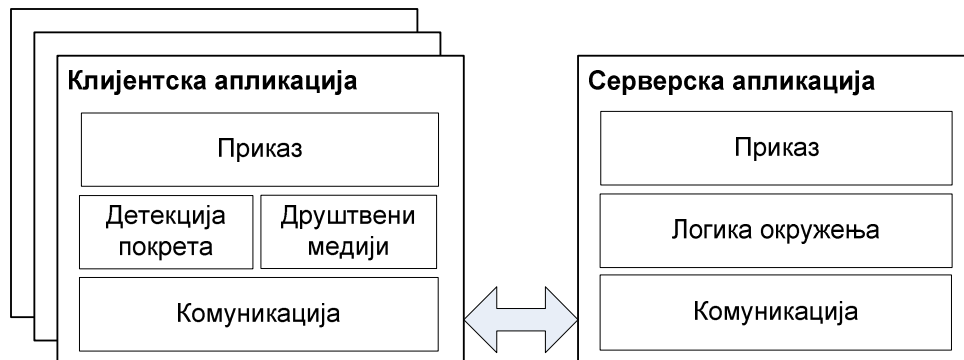 Клијентска апликација
Приказ
Детекција
покрета
Друштвени
медији
Комуникација
Серверска апликација
Приказ
Логика окружења
Комуникација